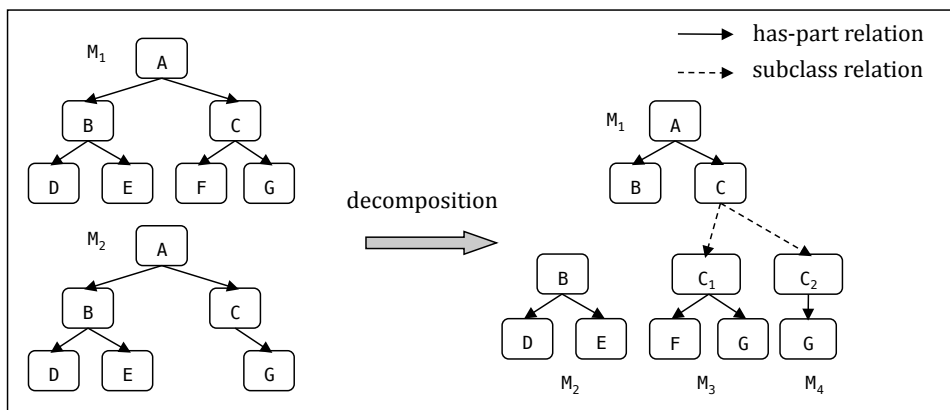 M₁
A
B C
D E F G
M₂
A
B C
D E G
decomposition
has-part relation
subclass relation
M₁
A
B C
B C₁ C₂
D E F G G
M₂ M₃ M₄